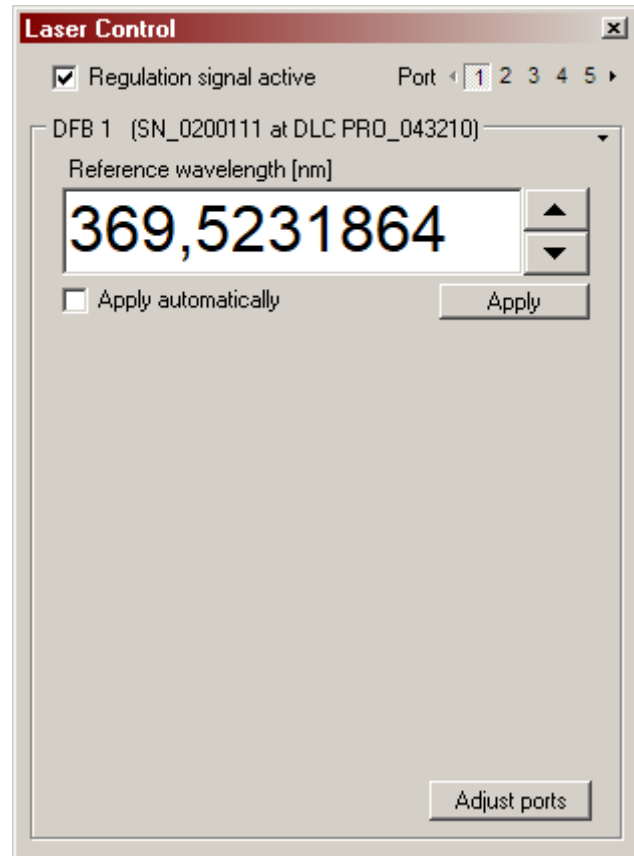 Laser Control
Regulation signal active Port 1 2 3 4 5
DFB 1 (SN_0200111 at DLC PRO_043210)
Reference wavelength [nm]
369,5231864
Apply automatically Apply
Adjust ports